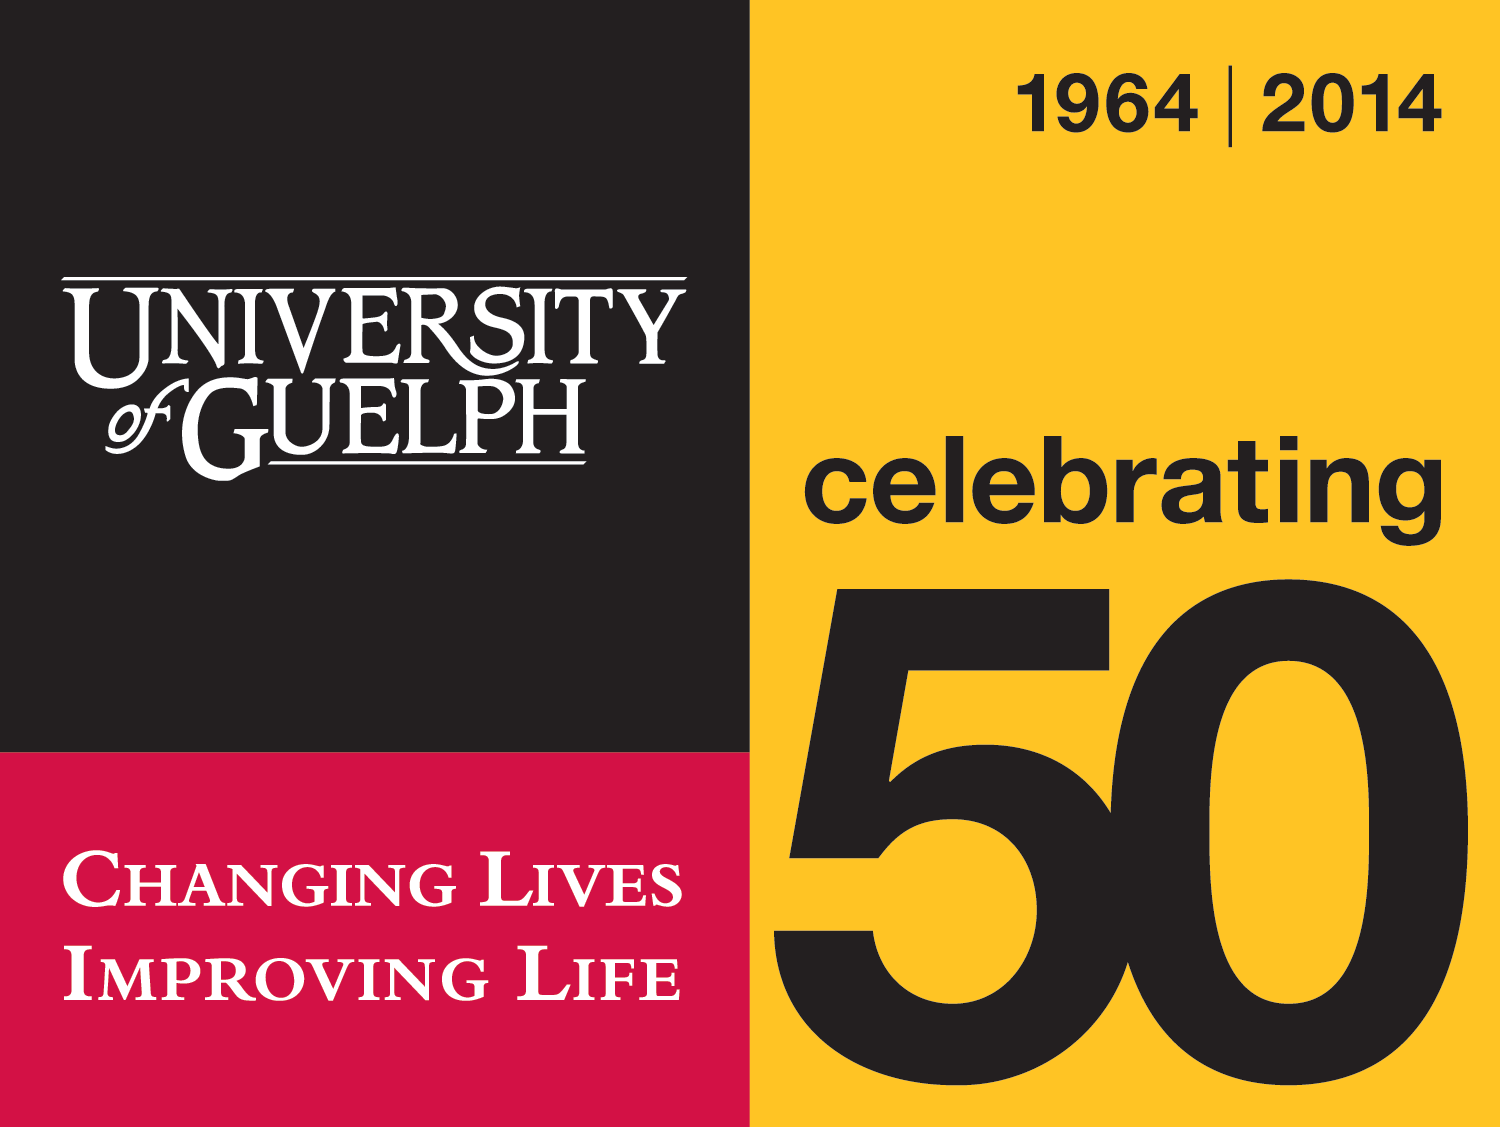 UNIVERSITY
of GUELPH
CHANGING LIVES
IMPROVING LIFE
1964 | 2014
celebrating
50